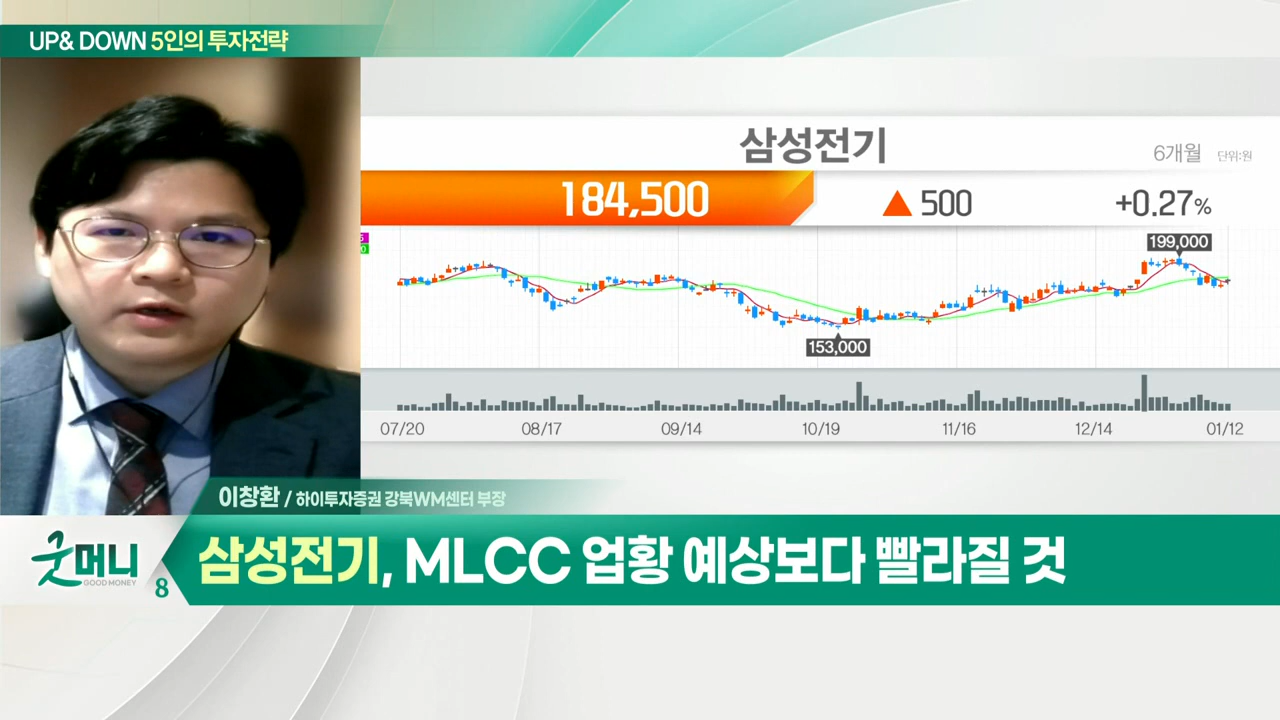 UP& DOWN 5인의 투자전략
삼성전기
6개월 단위:원
184,500 ▲ 500 +0.27%
199,000
153,000
07/20 08/17 09/14 10/19 11/16 12/14 01/12
이창환 / 하이투자증권 강북WM센터 부장
굿머니
GOOD MONEY
8
삼성전기, MLCC 업황 예상보다 빨라질 것